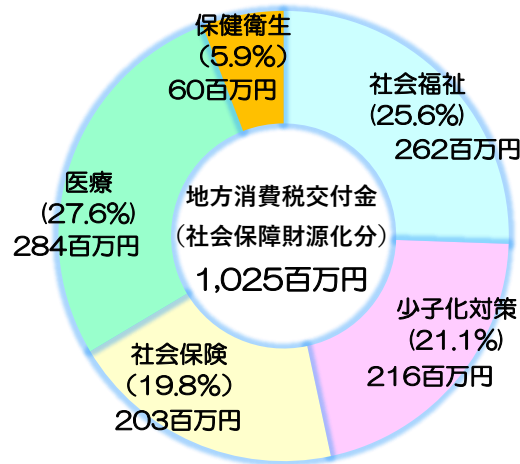 保健衛生
（5.9%）
60百万円
社会福祉
(25.6%)
262百万円
医療
(27.6%)
284百万円
地方消費税交付金
（社会保障財源化分）
1,025百万円
少子化対策
(21.1%)
216百万円
社会保険
（19.8%）
203百万円